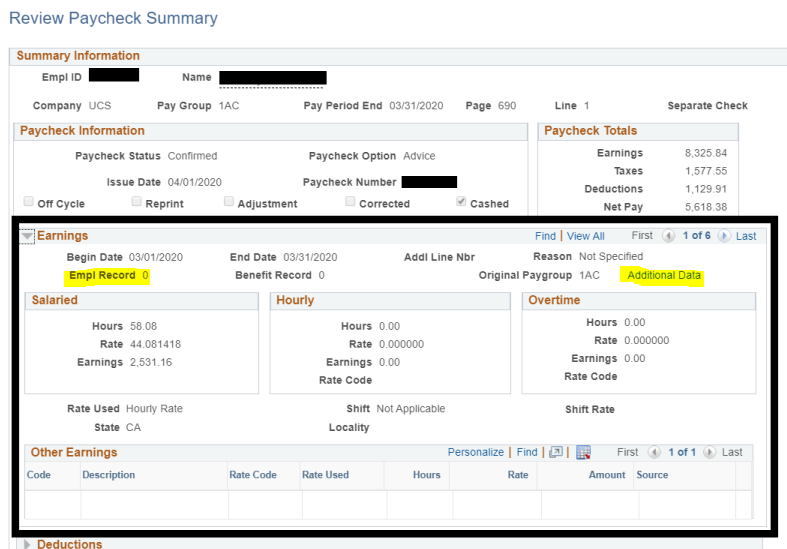 Review Paycheck Summary
Summary Information
Empl ID Name
Company UCS Pay Group 1AC Pay Period End 03/31/2020 Page 690 Line 1 Separate Check
Paycheck Information Paycheck Totals
Paycheck Status Confirmed Paycheck Option Advice
Issue Date 04/01/2020 Paycheck Number
Off Cycle Reprint Adjustment Corrected Cashed
Earnings 8,325.84
Taxes 1,577.55
Deductions 1,129.91
Net Pay 5,618.38
Earnings Find | View All First 1 of 6 Last
Begin Date 03/01/2020 End Date 03/31/2020 Addl Line Nbr Reason Not Specified
Empl Record 0 Benefit Record 0 Original Paygroup 1AC Additional Data
Salaried Hourly Overtime
Hours 58.08 Hours 0.00 Hours 0.00
Rate 44.081418 Rate 0.000000 Rate 0.000000
Earnings 2,531.16 Earnings 0.00 Earnings 0.00
Rate Code Rate Code
Rate Used Hourly Rate Shift Not Applicable Shift Rate
State CA Locality
Other Earnings Personalize | Find | First 1 of 1 Last
Code Description Rate Code Rate Used Hours Rate Amount Source
Deductions